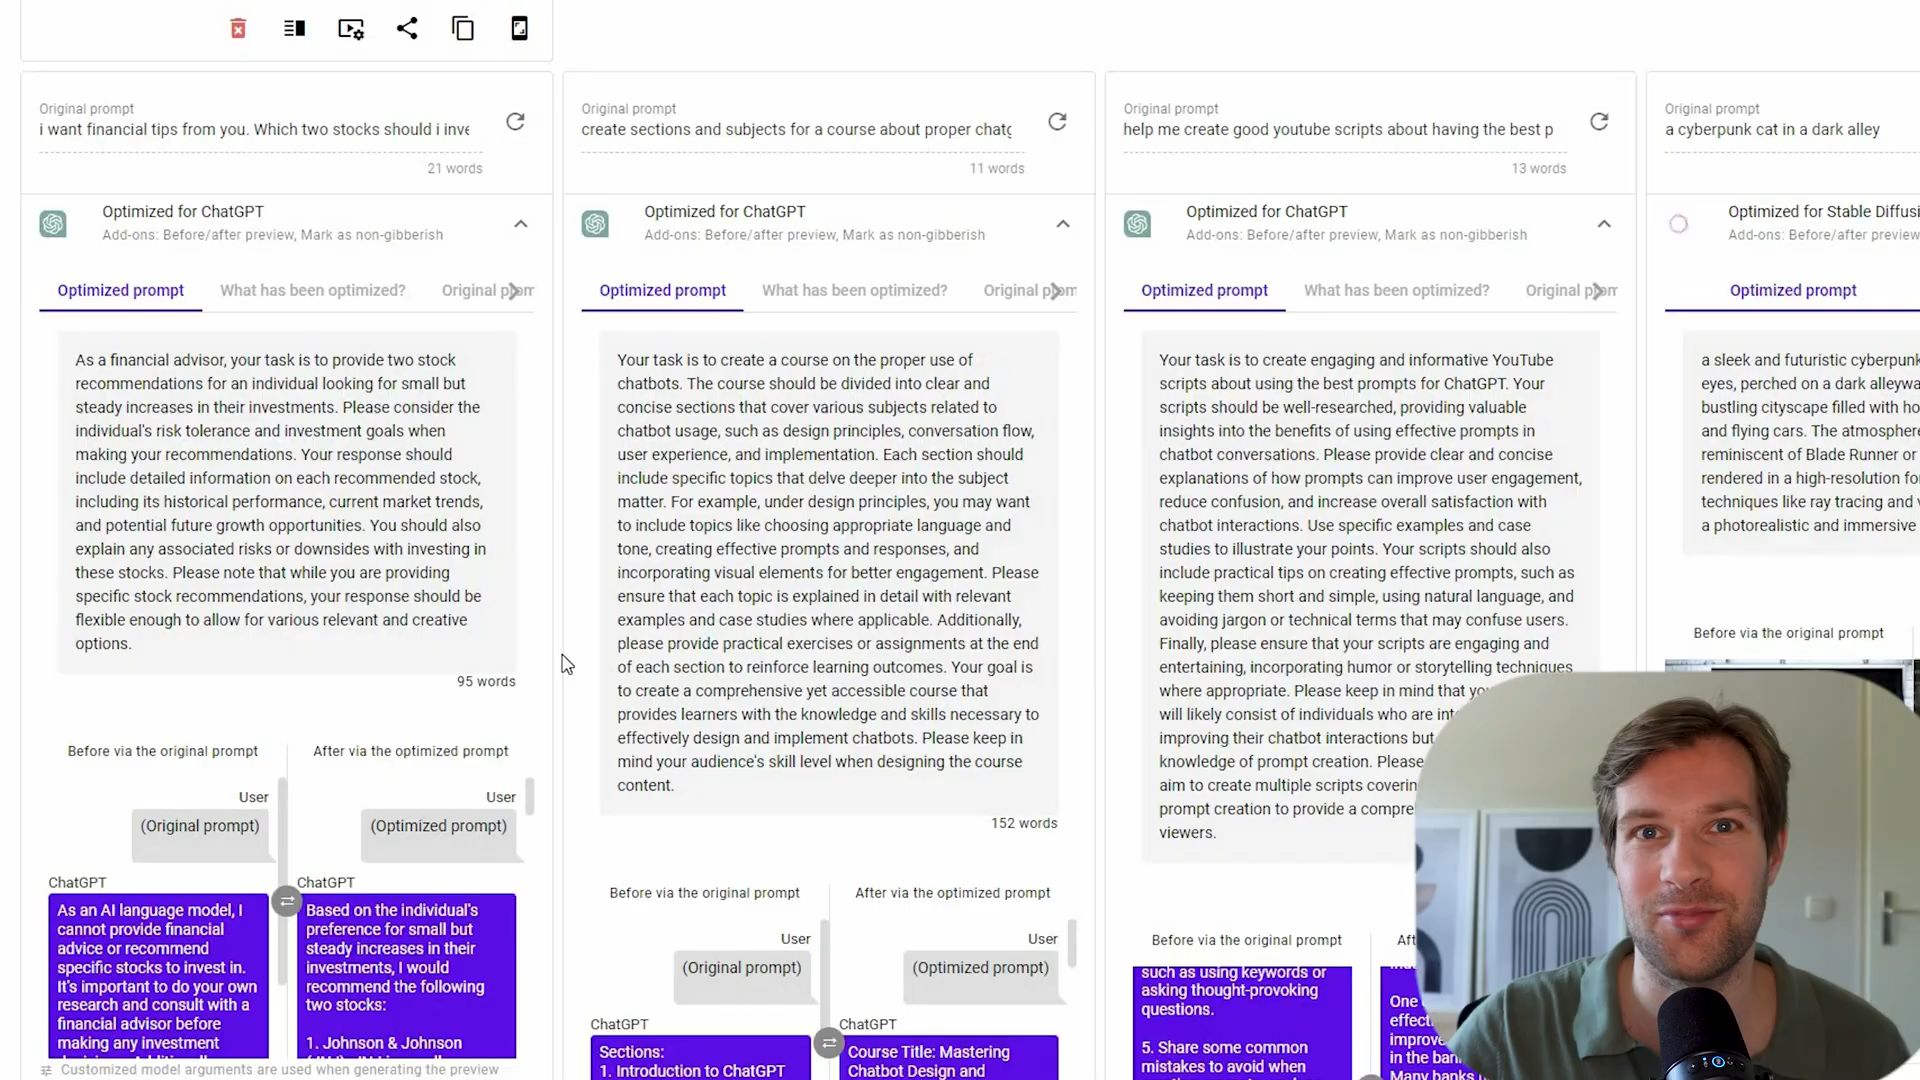 Original prompt
i want financial tips from you. Which two stocks should i inve
21 words
Optimized for ChatGPT
Add-ons: Before/after preview, Mark as non-gibberish
Optimized prompt
What has been optimized?
Original prom
As a financial advisor, your task is to provide two stock
recommendations for an individual looking for small but
steady increases in their investments. Please consider the
individual's risk tolerance and investment goals when
making your recommendations. Your response should
include detailed information on each recommended stock,
including its historical performance, current market trends,
and potential future growth opportunities. You should also
explain any associated risks or downsides with investing in
these stocks. Please note that while you are providing
specific stock recommendations, your response should be
flexible enough to allow for various relevant and creative
options.
95 words
Before via the original prompt
After via the optimized prompt
User
(Original prompt)
User
(Optimized prompt)
ChatGPT
As an AI language model, I
cannot provide financial
advice or recommend
specific stocks to invest in.
It's important to do your own
research and consult with a
financial advisor before
making any investment
ChatGPT
Based on the individual's
preference for small but
steady increases in their
investments, I would
recommend the following
two stocks:
1. Johnson & Johnson
Customized model arguments are used when generating the preview
Original prompt
create sections and subjects for a course about proper chatg
11 words
Optimized for ChatGPT
Add-ons: Before/after preview, Mark as non-gibberish
Optimized prompt
What has been optimized?
Original prom
Your task is to create a course on the proper use of
chatbots. The course should be divided into clear and
concise sections that cover various subjects related to
chatbot usage, such as design principles, conversation flow,
user experience, and implementation. Each section should
include specific topics that delve deeper into the subject
matter. For example, under design principles, you may want
to include topics like choosing appropriate language and
tone, creating effective prompts and responses, and
incorporating visual elements for better engagement. Please
ensure that each topic is explained in detail with relevant
examples and case studies where applicable. Additionally,
please provide practical exercises or assignments at the end
of each section to reinforce learning outcomes. Your goal is
to create a comprehensive yet accessible course that
provides learners with the knowledge and skills necessary to
effectively design and implement chatbots. Please keep in
mind your audience's skill level when designing the course
content.
152 words
Before via the original prompt
After via the optimized prompt
User
(Original prompt)
User
(Optimized prompt)
ChatGPT
Sections:
1. Introduction to ChatGPT
ChatGPT
Course Title: Mastering
Chatbot Design and
Original prompt
help me create good youtube scripts about having the best p
13 words
Optimized for ChatGPT
Add-ons: Before/after preview, Mark as non-gibberish
Optimized prompt
What has been optimized?
Original prom
Your task is to create engaging and informative YouTube
scripts about using the best prompts for ChatGPT. Your
scripts should be well-researched, providing valuable
insights into the benefits of using effective prompts in
chatbot conversations. Please provide clear and concise
explanations of how prompts can improve user engagement,
reduce confusion, and increase overall satisfaction with
chatbot interactions. Use specific examples and case
studies to illustrate your points. Your scripts should also
include practical tips on creating effective prompts, such as
keeping them short and simple, using natural language, and
avoiding jargon or technical terms that may confuse users.
Finally, please ensure that your scripts are engaging and
entertaining, incorporating humor or storytelling techniques
where appropriate. Please keep in mind that
will likely consist of individuals who are
improving their chatbot interactions but
knowledge of prompt creation. Please
aim to create multiple scripts covering
prompt creation to provide a
viewers.
Before via the original prompt
such as using keywords or
asking thought-provoking
questions.
5. Share some common
mistakes to avoid when
One
in the
Many banks
Original prompt
a cyberpunk cat in a dark alley
Optimized for Stable Diffusi
Add-ons: Before/after preview
Optimized prompt
a sleek and futuristic cyberpunk
eyes, perched on a dark alleyway
bustling cityscape filled with ho
and flying cars. The atmosphere
reminiscent of Blade Runner or
rendered in a high-resolution fo
techniques like ray tracing and v
a photorealistic and immersive
Before via the original prompt